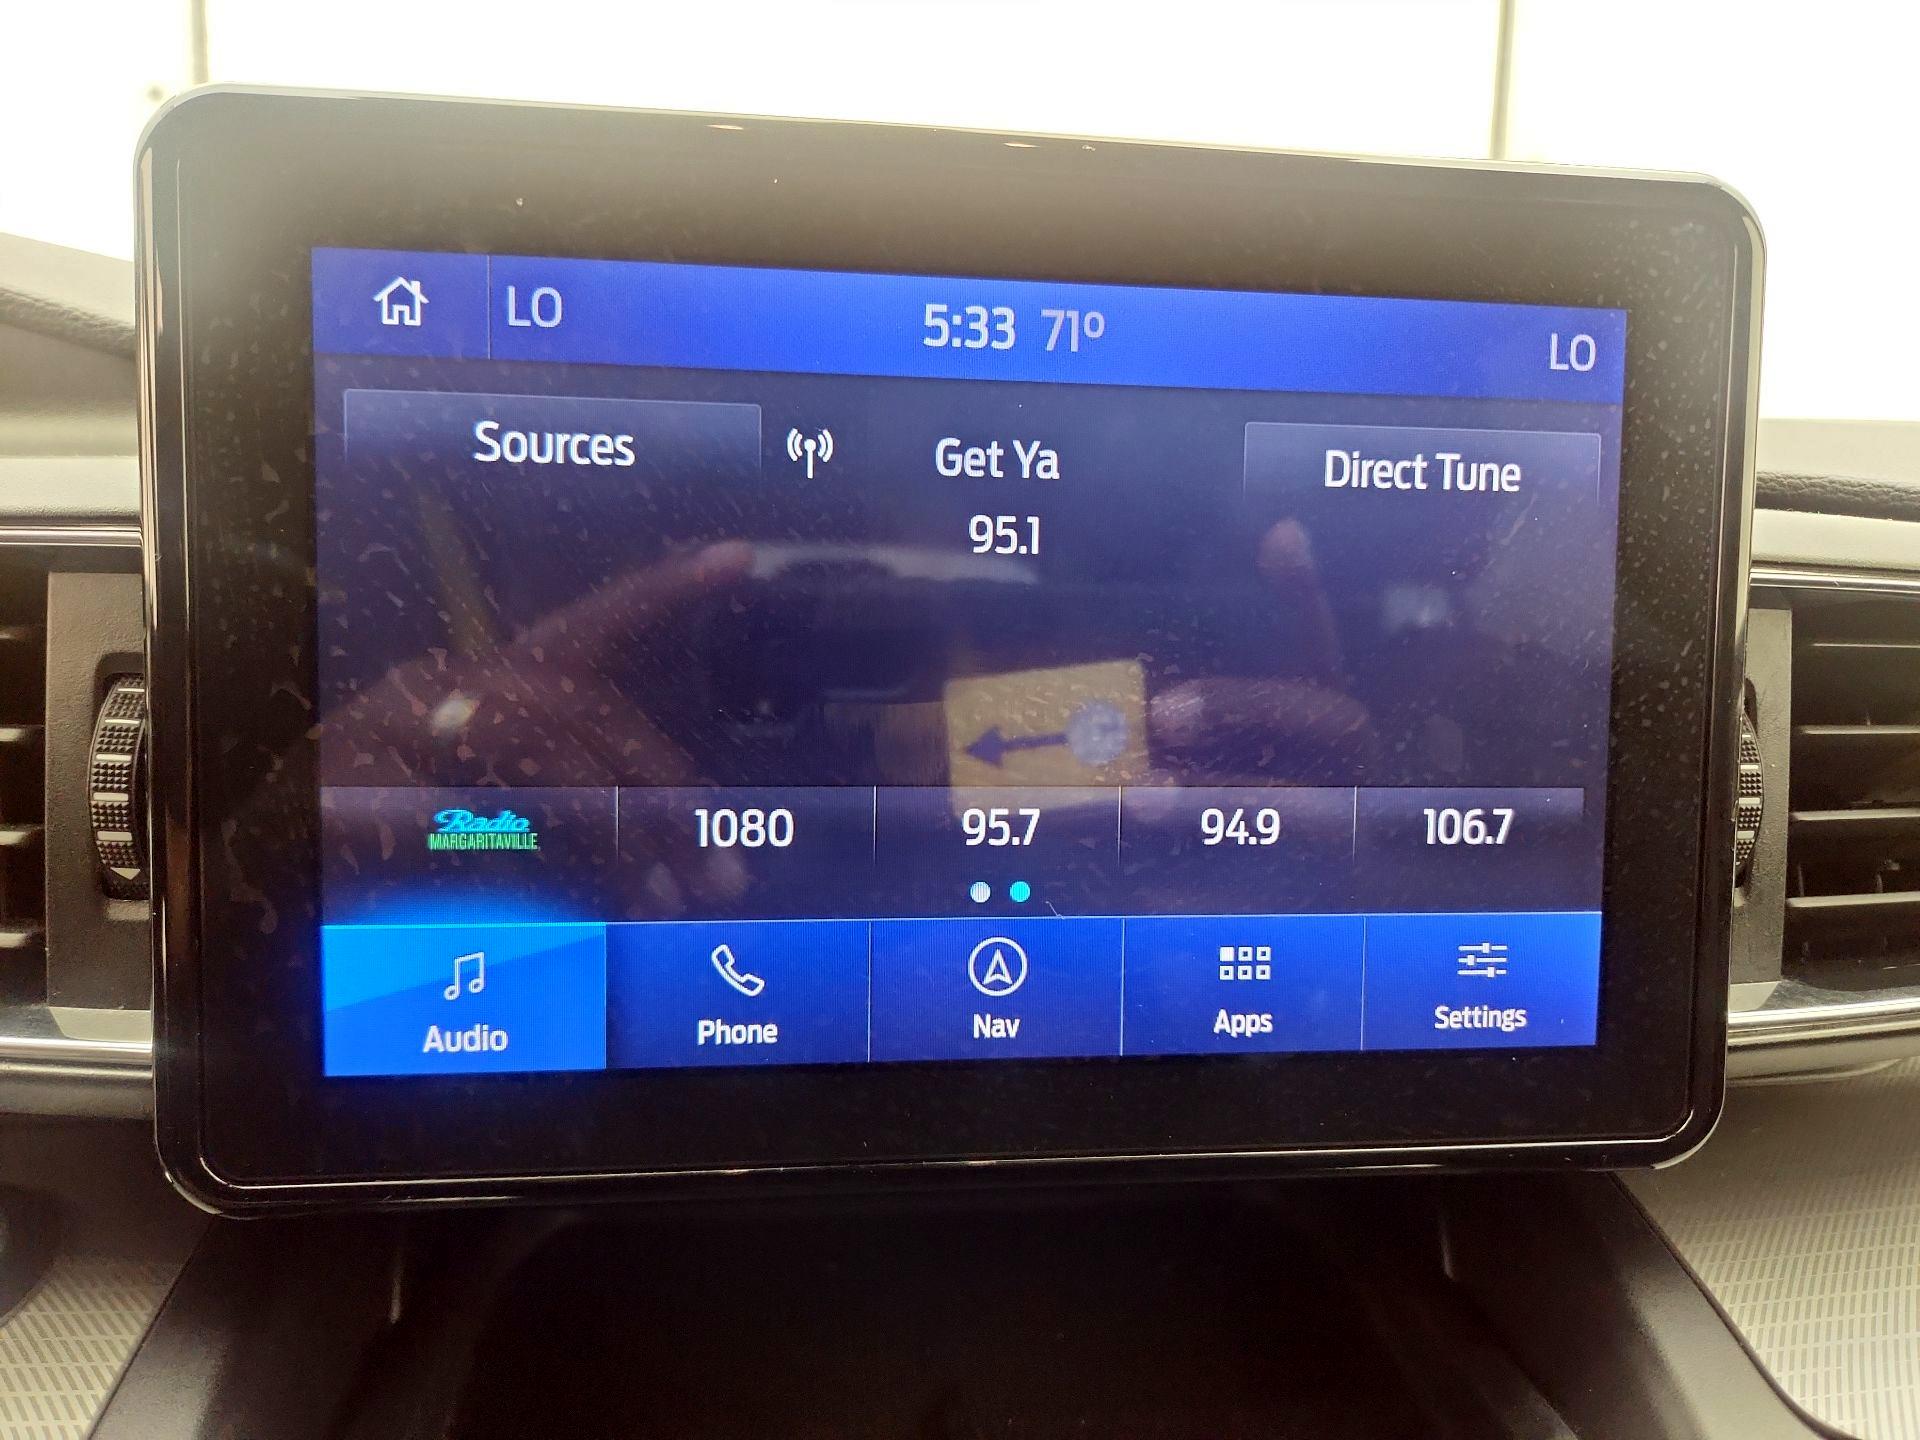 LO
5:33 71°
LO
Sources
Get Ya
Direct Tune
95.1
Radio
MARGARITAVILLE
1080
95.7
94.9
106.7
Audio
Phone
Nav
Apps
Settings